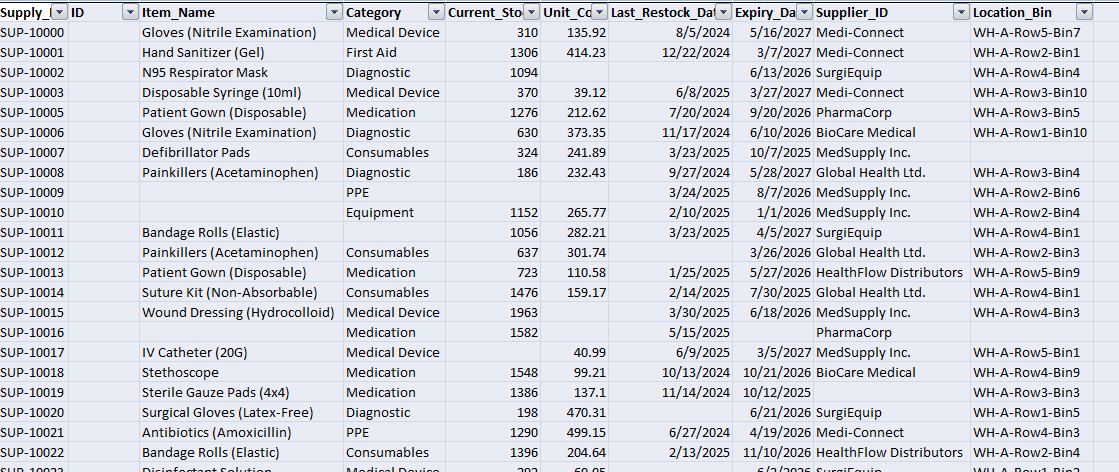 Supply_ ID Item_Name Category Current_Sto Unit_Co Last_Restock_Dat Expiry_Da Supplier_ID Location_Bin
SUP-10000 Gloves (Nitrile Examination) Medical Device 310 135.92 8/5/2024 5/16/2027 Medi-Connect WH-A-Row5-Bin7
SUP-10001 Hand Sanitizer (Gel) First Aid 1306 414.23 12/22/2024 3/7/2027 Medi-Connect WH-A-Row2-Bin1
SUP-10002 N95 Respirator Mask Diagnostic 1094 6/13/2026 SurgiEquip WH-A-Row4-Bin4
SUP-10003 Disposable Syringe (10ml) Medical Device 370 39.12 6/8/2025 3/27/2027 Medi-Connect WH-A-Row3-Bin10
SUP-10005 Patient Gown (Disposable) Medication 1276 212.62 7/20/2024 9/20/2026 PharmaCorp WH-A-Row3-Bin5
SUP-10006 Gloves (Nitrile Examination) Diagnostic 630 373.35 11/17/2024 6/10/2026 BioCare Medical WH-A-Row1-Bin10
SUP-10007 Defibrillator Pads Consumables 324 241.89 3/23/2025 10/7/2025 MedSupply Inc.
SUP-10008 Painkillers (Acetaminophen) Diagnostic 186 232.43 9/27/2024 5/28/2027 Global Health Ltd. WH-A-Row3-Bin4
SUP-10009 PPE 3/24/2025 8/7/2026 MedSupply Inc. WH-A-Row2-Bin6
SUP-10010 Equipment 1152 265.77 2/10/2025 1/1/2026 MedSupply Inc. WH-A-Row2-Bin4
SUP-10011 Bandage Rolls (Elastic) 1056 282.21 3/23/2025 4/5/2027 SurgiEquip WH-A-Row4-Bin1
SUP-10012 Painkillers (Acetaminophen) Consumables 637 301.74 3/26/2026 Global Health Ltd. WH-A-Row2-Bin3
SUP-10013 Patient Gown (Disposable) Medication 723 110.58 1/25/2025 5/27/2026 HealthFlow Distributors WH-A-Row5-Bin9
SUP-10014 Suture Kit (Non-Absorbable) Consumables 1476 159.17 2/14/2025 7/30/2025 Global Health Ltd. WH-A-Row4-Bin1
SUP-10015 Wound Dressing (Hydrocolloid) Medical Device 1963 3/30/2025 6/18/2026 MedSupply Inc. WH-A-Row4-Bin3
SUP-10016 Medication 1582 5/15/2025 PharmaCorp
SUP-10017 IV Catheter (20G) Medical Device 40.99 6/9/2025 3/5/2027 MedSupply Inc. WH-A-Row5-Bin1
SUP-10018 Stethoscope Medication 1548 99.21 10/13/2024 10/21/2026 BioCare Medical WH-A-Row4-Bin9
SUP-10019 Sterile Gauze Pads (4x4) Medication 1386 137.1 11/14/2024 10/12/2025 WH-A-Row3-Bin3
SUP-10020 Surgical Gloves (Latex-Free) Diagnostic 198 470.31 6/21/2026 SurgiEquip WH-A-Row1-Bin5
SUP-10021 Antibiotics (Amoxicillin) PPE 1290 499.15 6/27/2024 4/19/2026 Medi-Connect WH-A-Row4-Bin3
SUP-10022 Bandage Rolls (Elastic) Consumables 1396 204.64 2/13/2025 11/10/2026 HealthFlow Distributors WH-A-Row2-Bin4